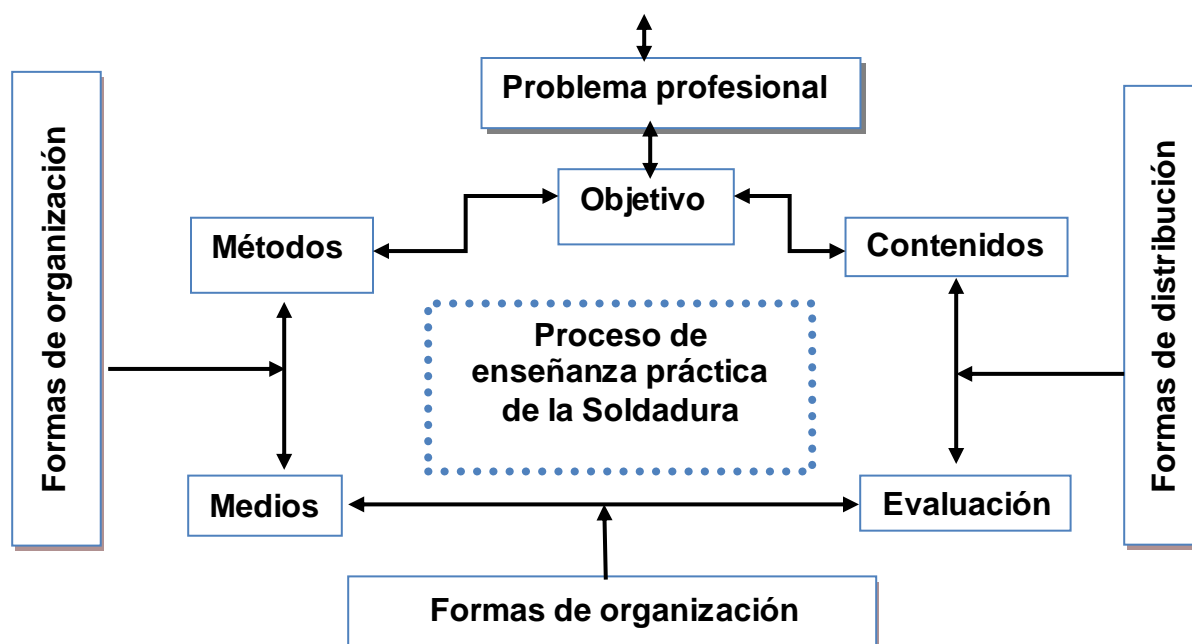 Problema profesional
Formas de organización
Formas de distribución
Objetivo
Métodos
Contenidos
Proceso de
enseñanza práctica
de la Soldadura
Medios
Evaluación
Formas de organización